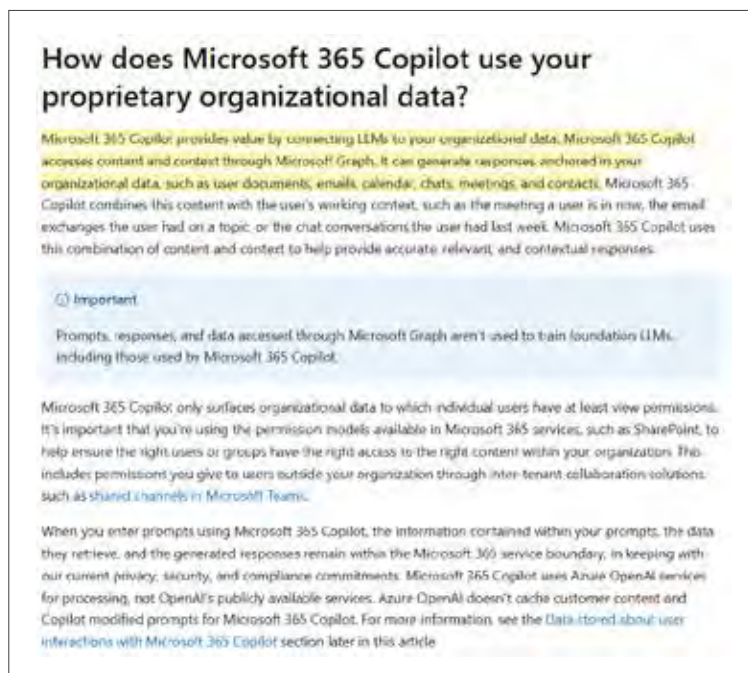 How does Microsoft 365 Copilot use your
proprietary organizational data?
Microsoft 365 Copilot provides value by connecting LLMs to your organizational data. Microsoft 365 Copilot
accesses content and context through Microsoft Graph. It can generate responses anchored in your
organizational data, such as user documents, emails, calendar, chats, meetings, and contacts. Microsoft 365
Copilot combines this content with the user's working context, such as the meeting a user is in now, the email
exchanges the user had on a topic, or the chat conversations the user had last week. Microsoft 365 Copilot uses
this combination of content and context to help provide accurate, relevant, and contextual responses.
Important
Prompts, responses, and data accessed through Microsoft Graph aren't used to train foundation LLMs,
including those used by Microsoft 365 Copilot.
Microsoft 365 Copilot only surfaces organizational data to which individual users have at least view permissions.
It's important that you're using the permission models available in Microsoft 365 services, such as SharePoint, to
help ensure the right users or groups have the right access to the right content within your organization. This
includes permissions you give to users outside your organization through inter-tenant collaboration solutions,
such as shared channels in Microsoft Teams.
When you enter prompts using Microsoft 365 Copilot, the information contained within your prompts, the data
they retrieve, and the generated responses remain within the Microsoft 365 service boundary, in keeping with
our current privacy, security, and compliance commitments. Microsoft 365 Copilot uses Azure OpenAI services
for processing, not OpenAI's publicly available services. Azure OpenAI doesn't cache customer content and
Copilot modified prompts for Microsoft 365 Copilot. For more information, see the Data stored about user
interactions with Microsoft 365 Copilot section later in this article.